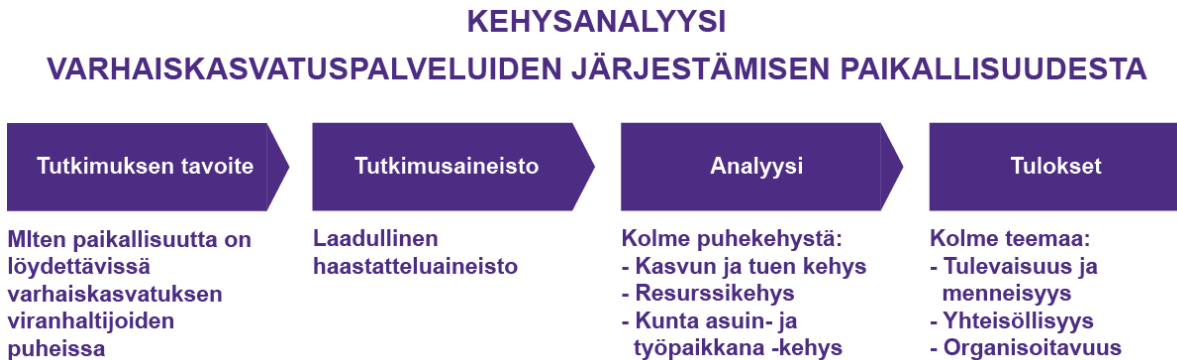 KEHYSANALYYSI
VARHAISKASVATUSPALVELUIDEN JÄRJESTÄMISEN PAIKALLISUUDESTA
Tutkimuksen tavoite
MIten paikallisuutta on
löydettävissä
varhaiskasvatuksen
viranhaltijoiden
puheissa
Tutkimusaineisto
Laadullinen
haastatteluaineisto
Analyysi
Kolme puhekehystä:
- Kasvun ja tuen kehys
- Resurssikehys
- Kunta asuin- ja
työpaikkana -kehys
Tulokset
Kolme teemaa:
- Tulevaisuus ja
menneisyys
- Yhteisöllisyys
- Organisoitavuus